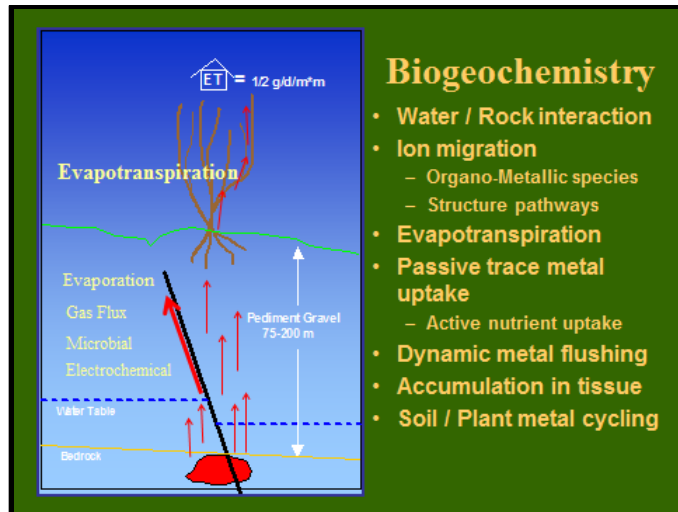 ET = 1/2 g/d/m*m
Evapotranspiration
Evaporation
Gas Flux
Microbial
Electrochemical
Pediment Gravel
75-200 m
Water Table
Bedrock
Biogeochemistry
• Water / Rock interaction
• Ion migration
– Organo-Metallic species
– Structure pathways
• Evapotranspiration
• Passive trace metal
uptake
– Active nutrient uptake
• Dynamic metal flushing
• Accumulation in tissue
• Soil / Plant metal cycling